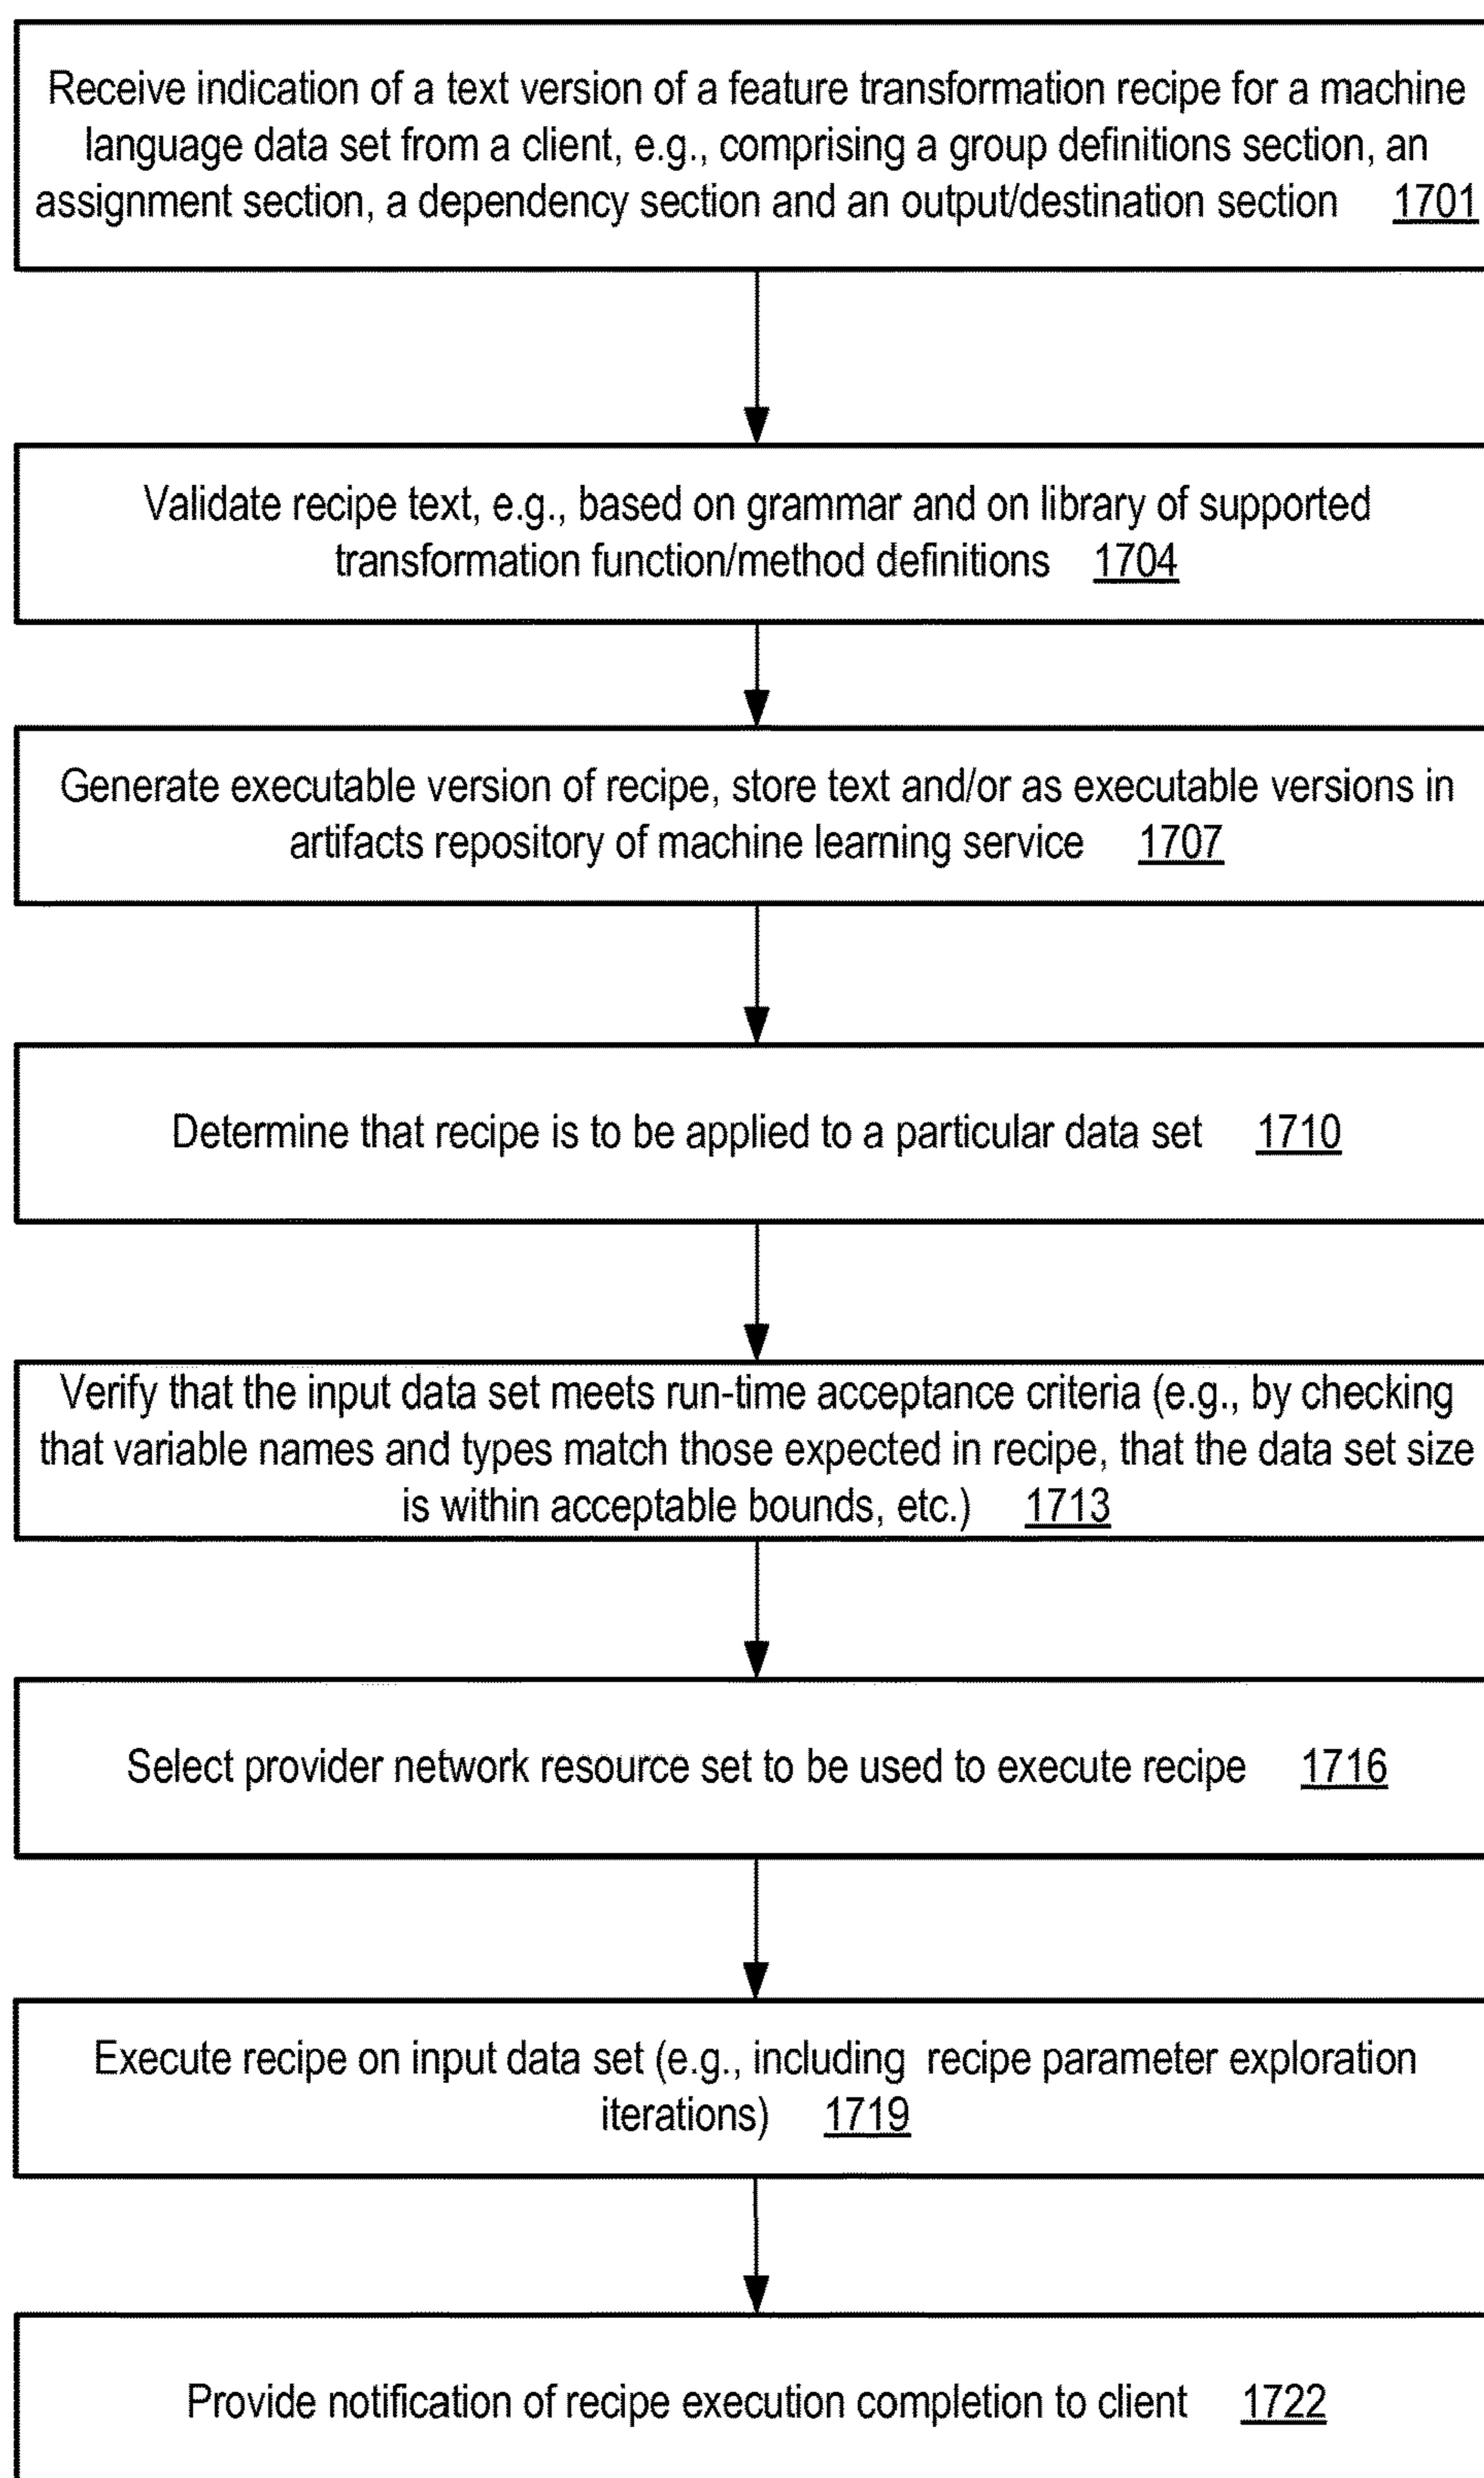 Receive indication of a text version of a feature transformation recipe for a machine
language data set from a client, e.g., comprising a group definitions section, an
assignment section, a dependency section and an output/destination section 1701
Validate recipe text, e.g., based on grammar and on library of supported
transformation function/method definitions 1704
Generate executable version of recipe, store text and/or as executable versions in
artifacts repository of machine learning service 1707
Determine that recipe is to be applied to a particular data set 1710
Verify that the input data set meets run-time acceptance criteria (e.g., by checking
that variable names and types match those expected in recipe, that the data set size
is within acceptable bounds, etc.) 1713
Select provider network resource set to be used to execute recipe 1716
Execute recipe on input data set (e.g., including recipe parameter exploration
iterations) 1719
Provide notification of recipe execution completion to client 1722